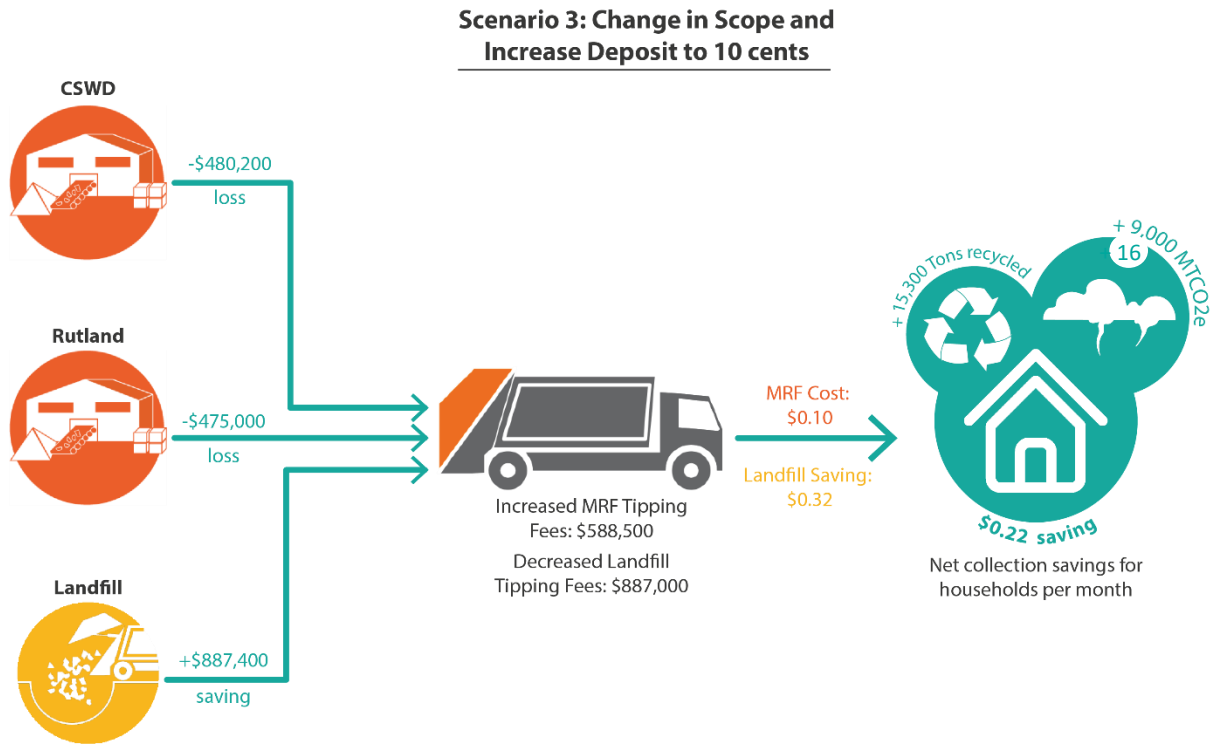 Scenario 3: Change in Scope and
Increase Deposit to 10 cents
CSWD
-$480,200
loss
Rutland
-$475,000
loss
Landfill
+$887,400
saving
Increased MRF Tipping
Fees: $588,500
Decreased Landfill
Tipping Fees: $887,000
MRF Cost:
$0.10
Landfill Saving:
$0.32
+ 15,300 Tons recycled
+ 9,000 MTCO2e
16
$0.22 saving
Net collection savings for
households per month